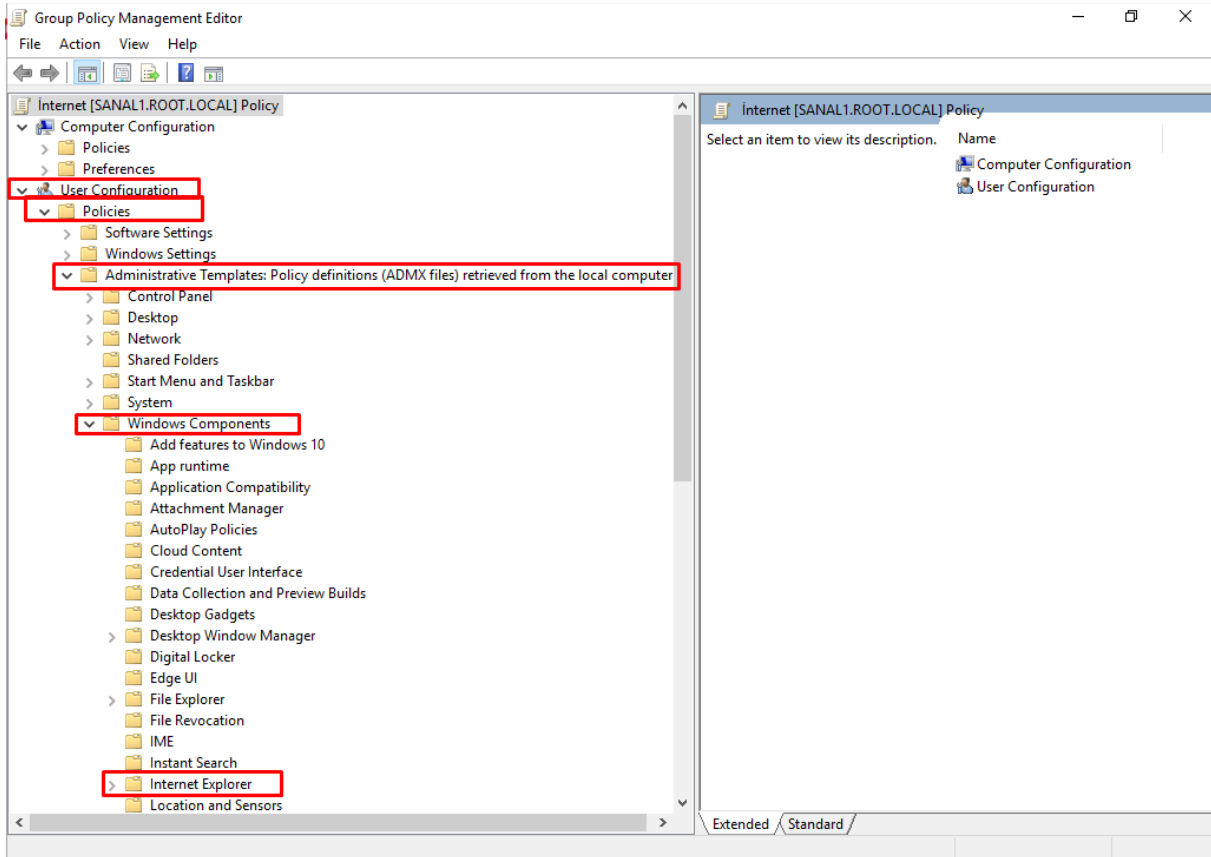 Group Policy Management Editor
File Action View Help
İnternet [SANAL1.ROOT.LOCAL] Policy
Computer Configuration
Policies
Preferences
User Configuration
Policies
Software Settings
Windows Settings
Administrative Templates: Policy definitions (ADMX files) retrieved from the local computer
Control Panel
Desktop
Network
Shared Folders
Start Menu and Taskbar
System
Windows Components
Add features to Windows 10
App runtime
Application Compatibility
Attachment Manager
AutoPlay Policies
Cloud Content
Credential User Interface
Data Collection and Preview Builds
Desktop Gadgets
Desktop Window Manager
Digital Locker
Edge UI
File Explorer
File Revocation
IME
Instant Search
Internet Explorer
Location and Sensors
İnternet [SANAL1.ROOT.LOCAL] Policy
Select an item to view its description.
Name
Computer Configuration
User Configuration
Extended Standard